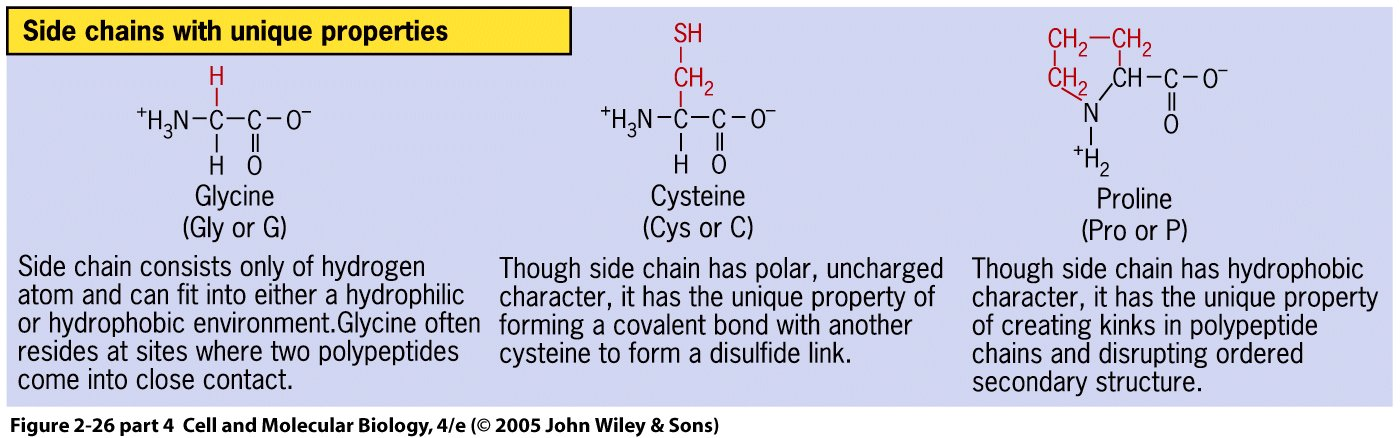 Side chains with unique properties
H
⁺H₃N–C–C–O⁻
H O
Glycine
(Gly or G)
Side chain consists only of hydrogen
atom and can fit into either a hydrophilic
or hydrophobic environment.Glycine often
resides at sites where two polypeptides
come into close contact.
SH
CH₂
⁺H₃N–C–C–O⁻
H O
Cysteine
(Cys or C)
Though side chain has polar, uncharged
character, it has the unique property of
forming a covalent bond with another
cysteine to form a disulfide link.
CH₂–CH₂
CH₂ CH–C–O⁻
N O
⁺H₂
Proline
(Pro or P)
Though side chain has hydrophobic
character, it has the unique property
of creating kinks in polypeptide
chains and disrupting ordered
secondary structure.
Figure 2-26 part 4 Cell and Molecular Biology, 4/e (© 2005 John Wiley & Sons)